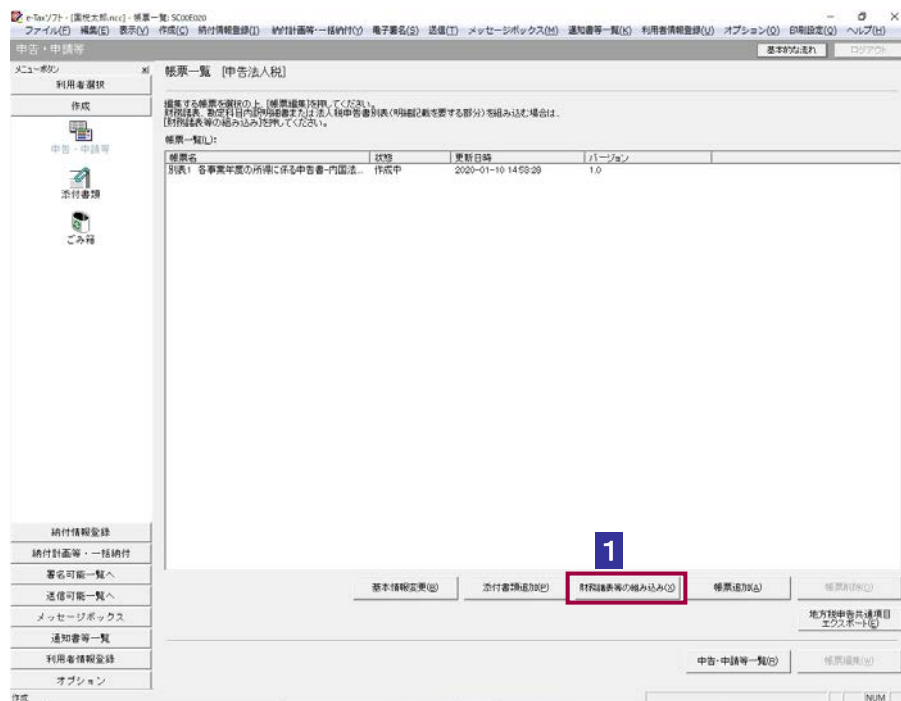 e-Taxソフト - [国税太郎.ncc] - 帳票一覧: SC00E020
ファイル(F) 編集(E) 表示(V) 作成(C) 納付情報登録(I) 納付計画等・一括納付(Y) 電子署名(S) 送信(T) メッセージボックス(M) 通知書等一覧(K) 利用者情報登録(U) オプション(O) 印刷設定(Q) ヘルプ(H)
申告・申請等
基本的な流れ
ログアウト
メニューボタン
利用者選択
作成
申告・申請等
添付書類
ごみ箱
納付情報登録
納付計画等・一括納付
署名可能一覧へ
送信可能一覧へ
メッセージボックス
通知書等一覧
利用者情報登録
オプション
帳票一覧 [申告法人税]
編集する帳票を選択の上、[帳票編集]を押してください。
財務諸表、勘定科目内訳明細書または法人税申告書別表(明細記載を要する部分)を組み込む場合は、
[財務諸表等の組み込み]を押してください。
帳票一覧(L):
帳票名 状態 更新日時 バージョン
別表1 各事業年度の所得に係る申告書-内国法... 作成中 2020-01-10 14:53:28 1.0
1
基本情報変更(B) 添付書類追加(P) 財務諸表等の組み込み(X) 帳票追加(A) 帳票削除(D)
地方税申告共通項目
エクスポート(E)
申告・申請等一覧(R) 帳票編集(W)
作成
NUM